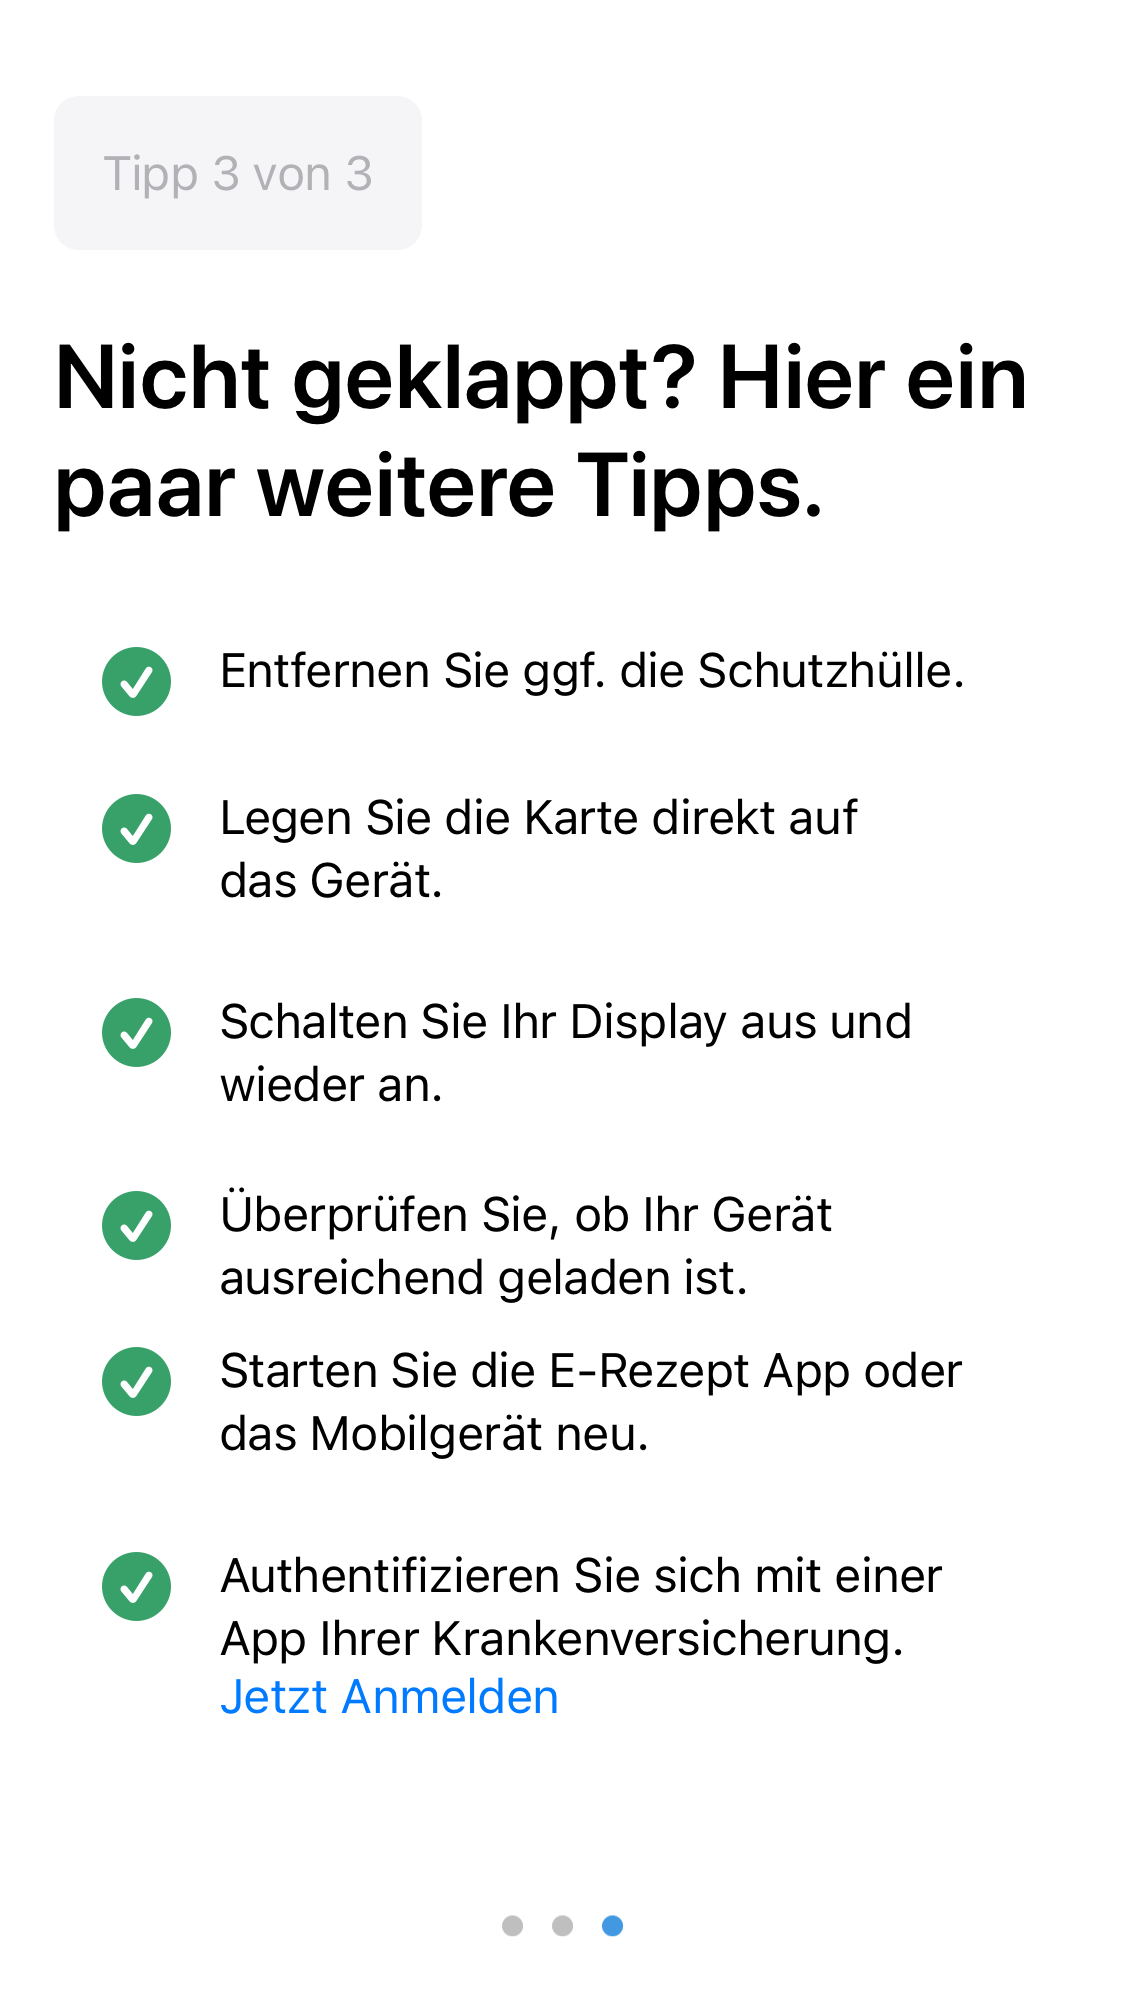 Tipp 3 von 3
Nicht geklappt? Hier ein
paar weitere Tipps.
Entfernen Sie ggf. die Schutzhülle.
Legen Sie die Karte direkt auf
das Gerät.
Schalten Sie Ihr Display aus und
wieder an.
Überprüfen Sie, ob Ihr Gerät
ausreichend geladen ist.
Starten Sie die E-Rezept App oder
das Mobilgerät neu.
Authentifizieren Sie sich mit einer
App Ihrer Krankenversicherung.
Jetzt Anmelden